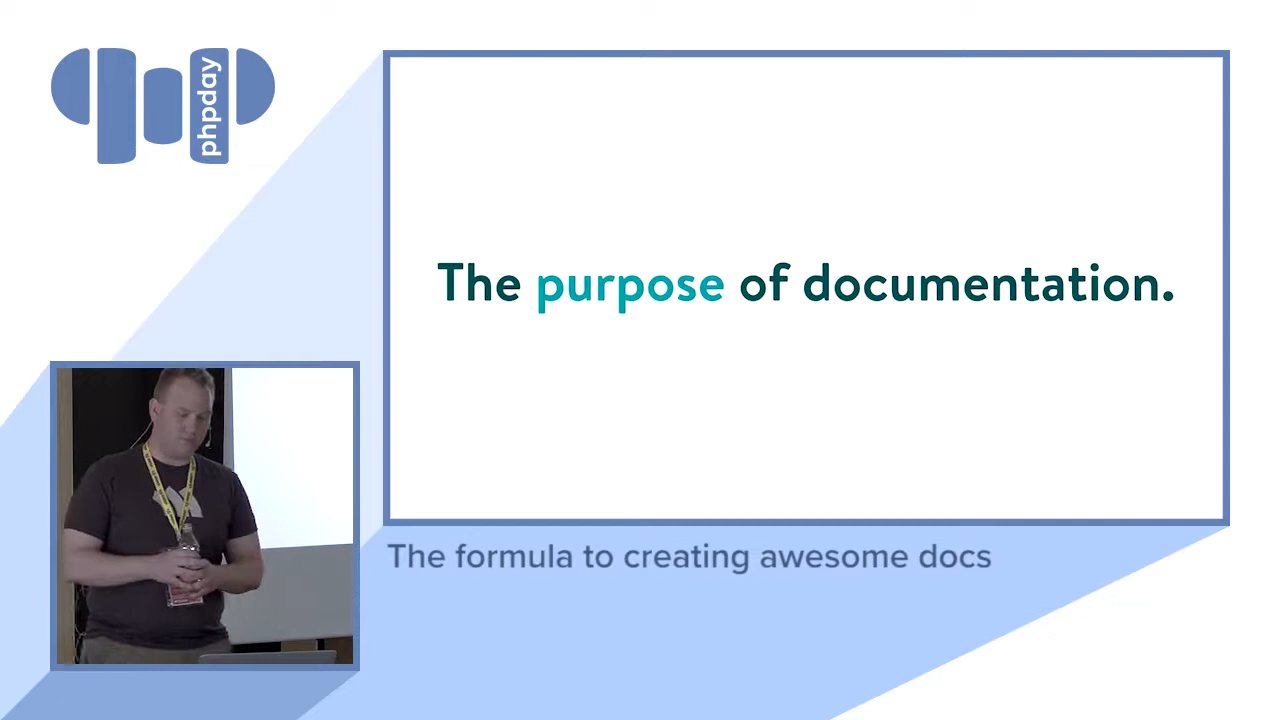 phpday
The purpose of documentation.
The formula to creating awesome docs